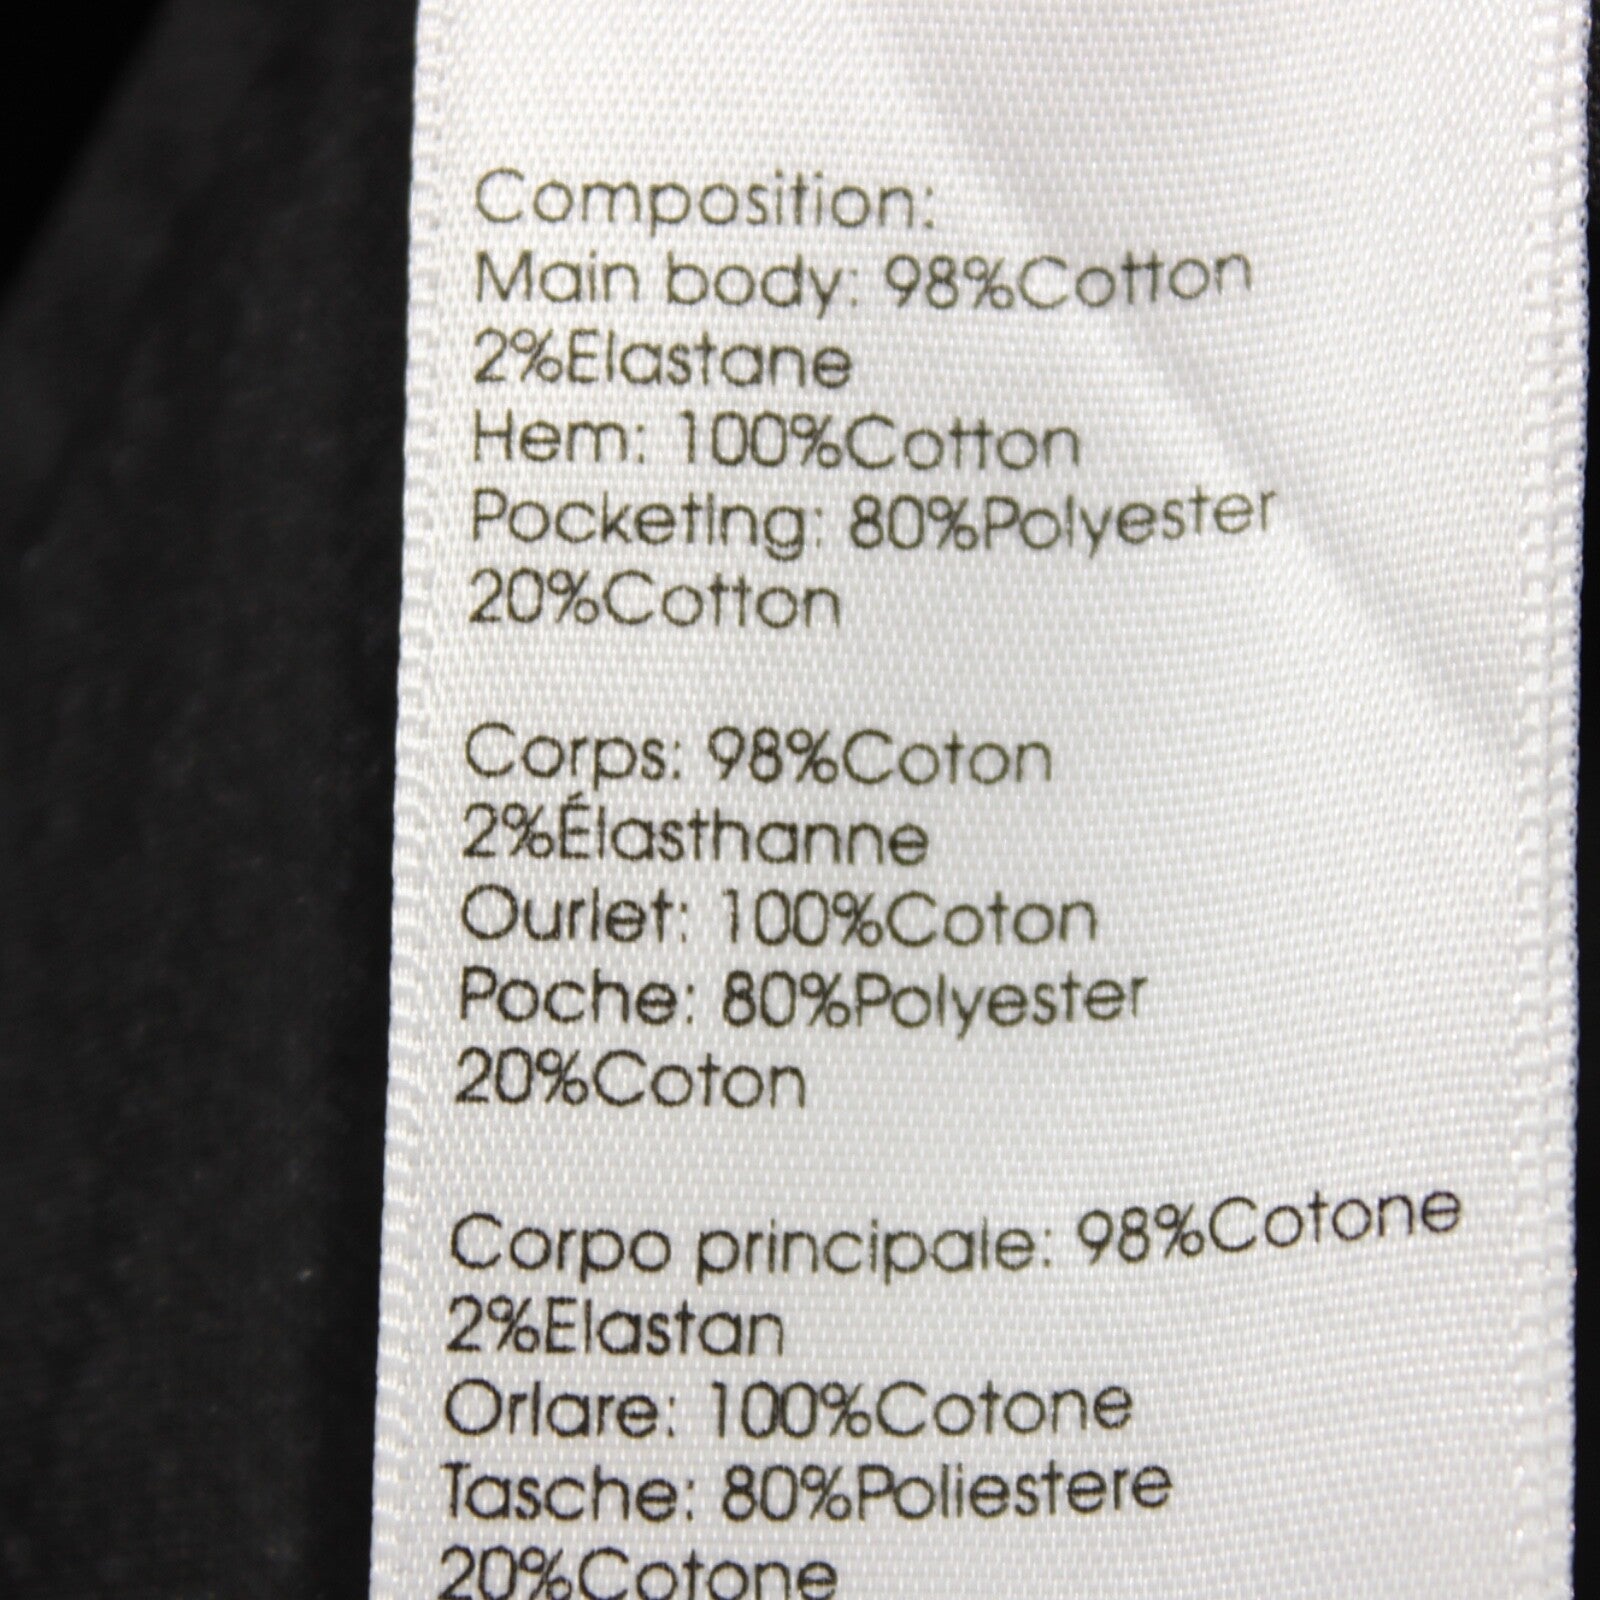 Composition:
Main body: 98%Cotton
2%Elastane
Hem: 100%Cotton
Pocketing: 80%Polyester
20%Cotton
Corps: 98%Coton
2%Élasthanne
Ourlet: 100%Coton
Poche: 80%Polyester
20%Coton
Corpo principale: 98%Cotone
2%Elastan
Orlare: 100%Cotone
Tasche: 80%Poliestere
20%Cotone